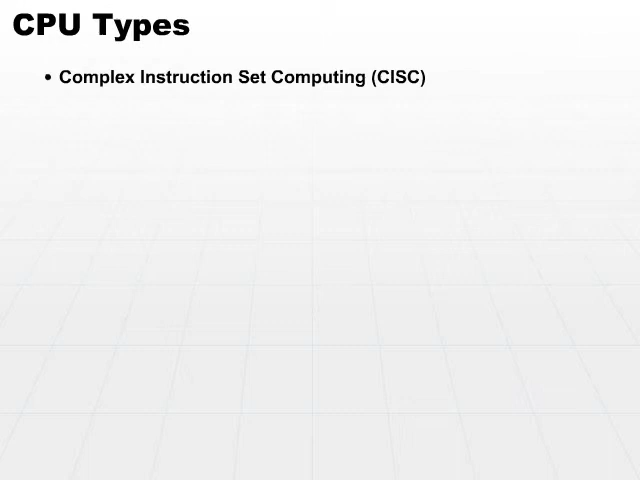 CPU Types
• Complex Instruction Set Computing (CISC)